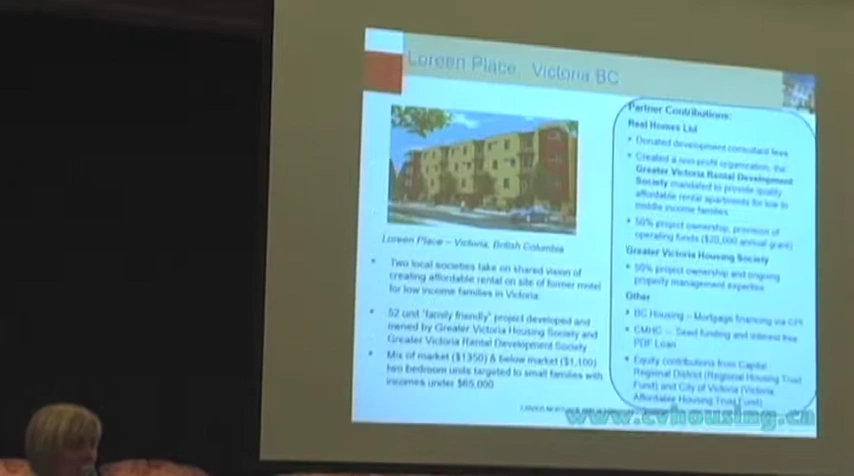 Loreen Place, Victoria BC
Loreen Place – Victoria, British Columbia
• Two local societies take on shared vision of
creating affordable rental on site of former motel
for low income families in Victoria
• 52 unit "family friendly" project developed and
owned by Greater Victoria Housing Society and
Greater Victoria Rental Development Society
• Mix of market ($1350) & below market ($1,100)
two bedroom units targeted to small families with
incomes under $65,000
Partner Contributions:
Real Homes Ltd
• Donated development consultant fees
• Created a non-profit organization, the
Greater Victoria Rental Development
Society mandated to provide quality
affordable rental apartments for low to
middle income families
• 50% project ownership, provision of
operating funds ($20,000 annual grant)
Greater Victoria Housing Society
• 50% project ownership and ongoing
property management expertise
Other
• BC Housing – Mortgage financing via CPI
• CMHC – Seed funding and interest free
PDF Loan
• Equity contributions from Capital
Regional District (Regional Housing Trust
Fund) and City of Victoria (Victoria
Affordable Housing Trust Fund)
www.cvhousing.ca